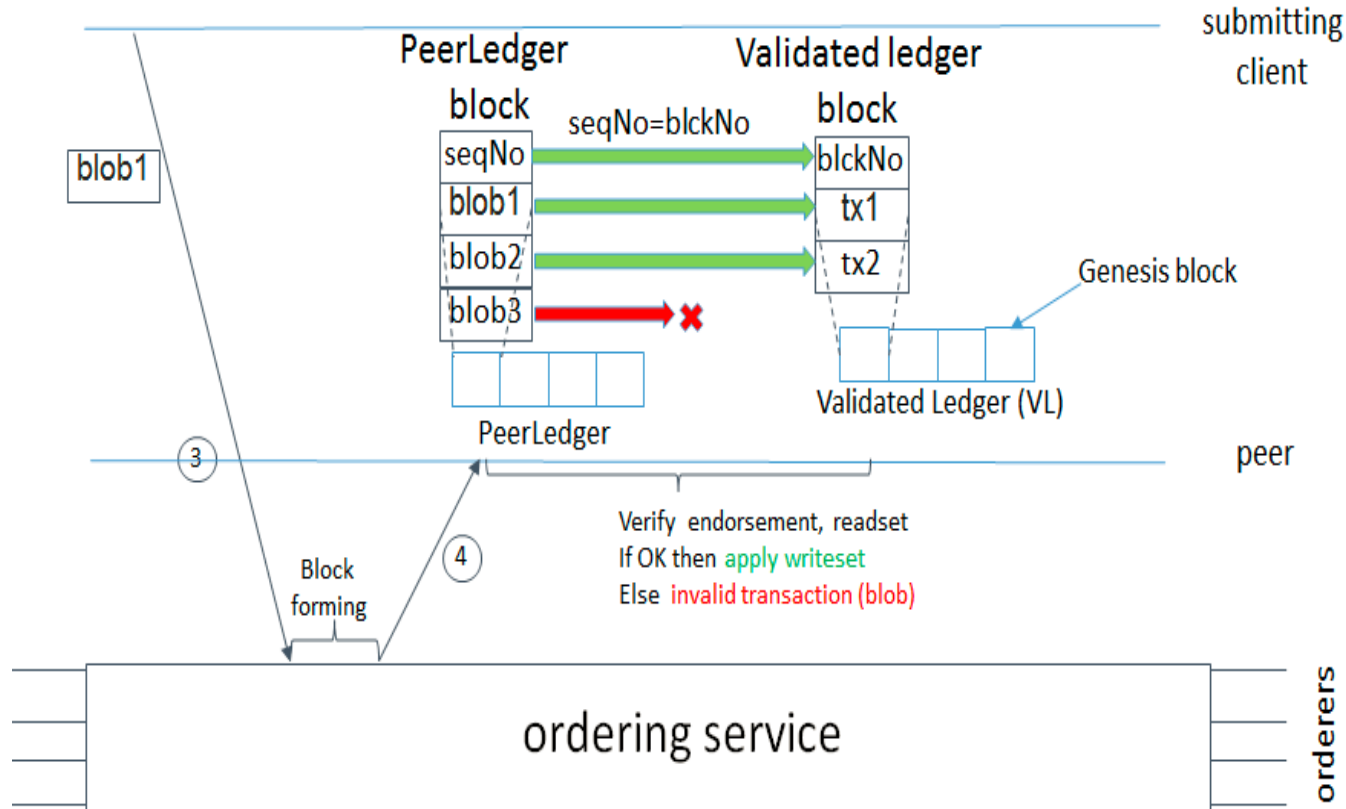 submitting
client
PeerLedger
Validated ledger
block
block
seqNo=blckNo
blob1
seqNo
blckNo
blob1
tx1
blob2
tx2
Genesis block
blob3
Validated Ledger (VL)
PeerLedger
3
peer
Verify endorsement, readset
If OK then apply writeset
Else invalid transaction (blob)
4
Block
forming
ordering service
orderers